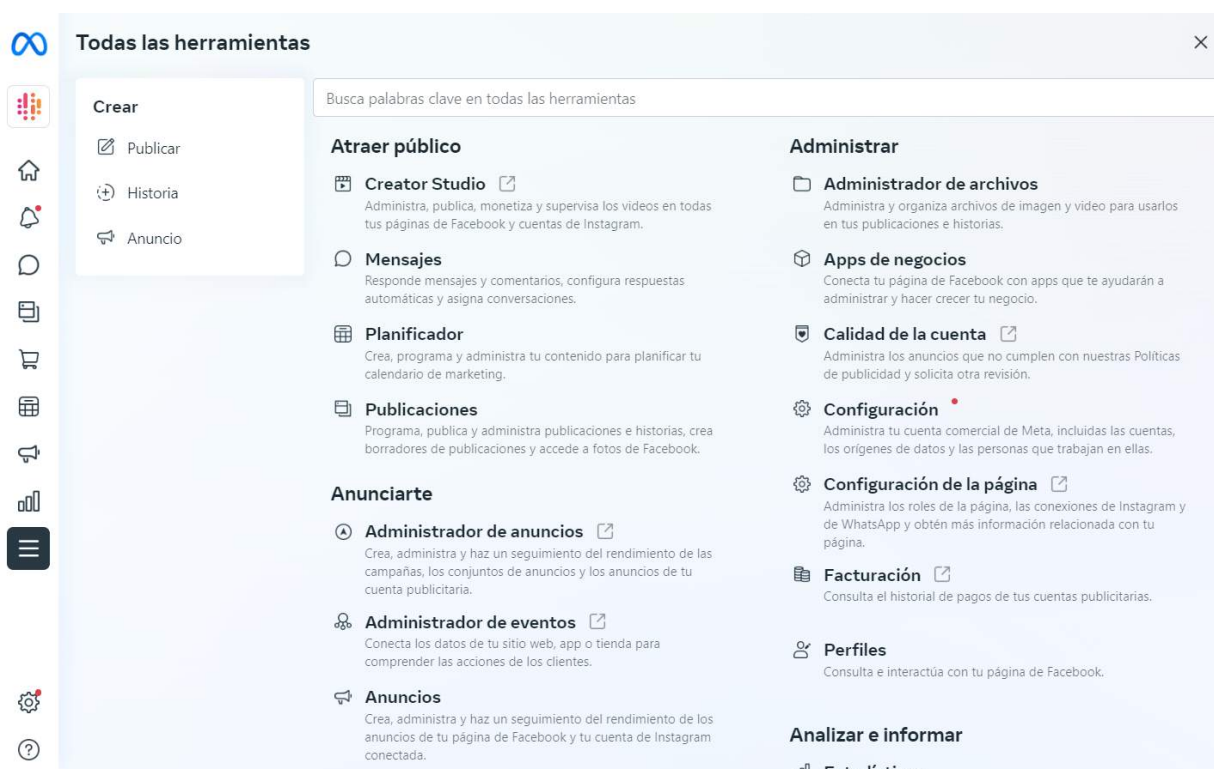 Todas las herramientas
Crear
Publicar
Historia
Anuncio
Busca palabras clave en todas las herramientas
Atraer público
Creator Studio
Administra, publica, monetiza y supervisa los videos en todas
tus páginas de Facebook y cuentas de Instagram.
Mensajes
Responde mensajes y comentarios, configura respuestas
automáticas y asigna conversaciones.
Planificador
Crea, programa y administra tu contenido para planificar tu
calendario de marketing.
Publicaciones
Programa, publica y administra publicaciones e historias, crea
borradores de publicaciones y accede a fotos de Facebook.
Anunciarte
Administrador de anuncios
Crea, administra y haz un seguimiento del rendimiento de las
campañas, los conjuntos de anuncios y los anuncios de tu
cuenta publicitaria.
Administrador de eventos
Conecta los datos de tu sitio web, app o tienda para
comprender las acciones de los clientes.
Anuncios
Crea, administra y haz un seguimiento del rendimiento de los
anuncios de tu página de Facebook y tu cuenta de Instagram
conectada.
Administrar
Administrador de archivos
Administra y organiza archivos de imagen y video para usarlos
en tus publicaciones e historias.
Apps de negocios
Conecta tu página de Facebook con apps que te ayudarán a
administrar y hacer crecer tu negocio.
Calidad de la cuenta
Administra los anuncios que no cumplen con nuestras Políticas
de publicidad y solicita otra revisión.
Configuración
Administra tu cuenta comercial de Meta, incluidas las cuentas,
los orígenes de datos y las personas que trabajan en ellas.
Configuración de la página
Administra los roles de la página, las conexiones de Instagram y
de WhatsApp y obtén más información relacionada con tu
página.
Facturación
Consulta el historial de pagos de tus cuentas publicitarias.
Perfiles
Consulta e interactúa con tu página de Facebook.
Analizar e informar